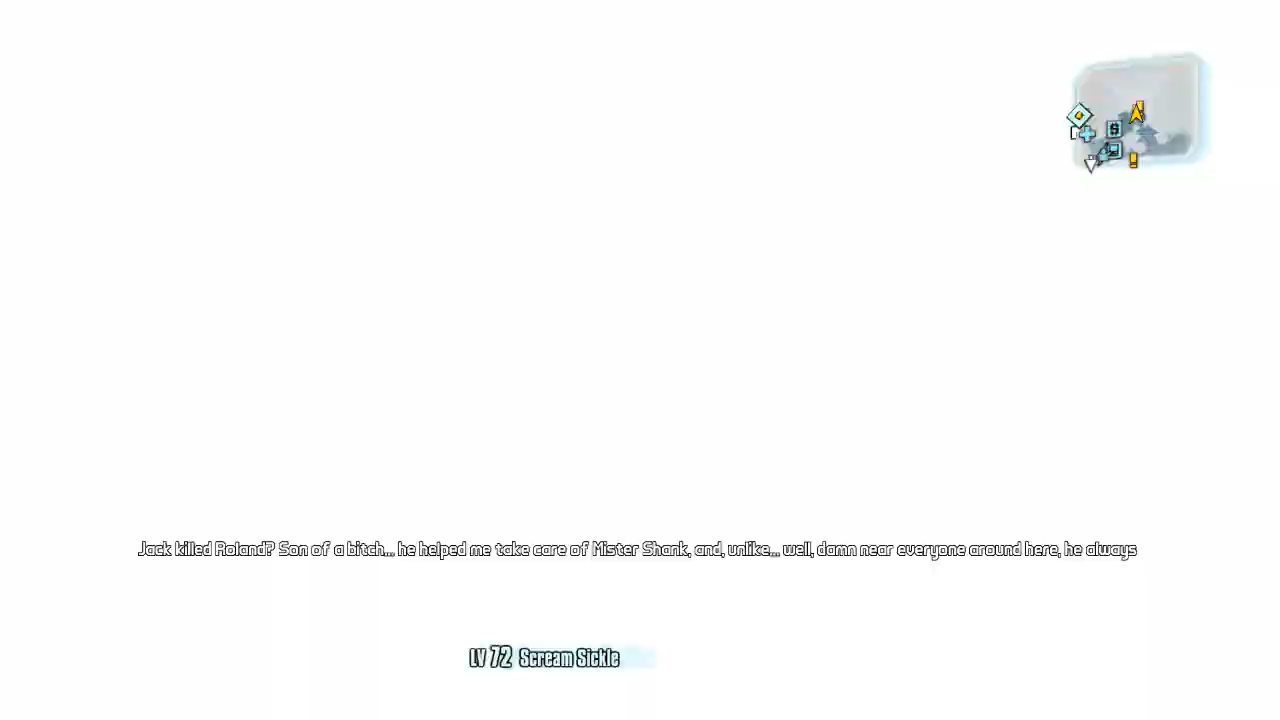 $
Jack killed Roland? Son of a bitch... he helped me take care of Mister Shark, and, unlike... well, damn near everyone around here, he always
LV 72 Scream Sickle